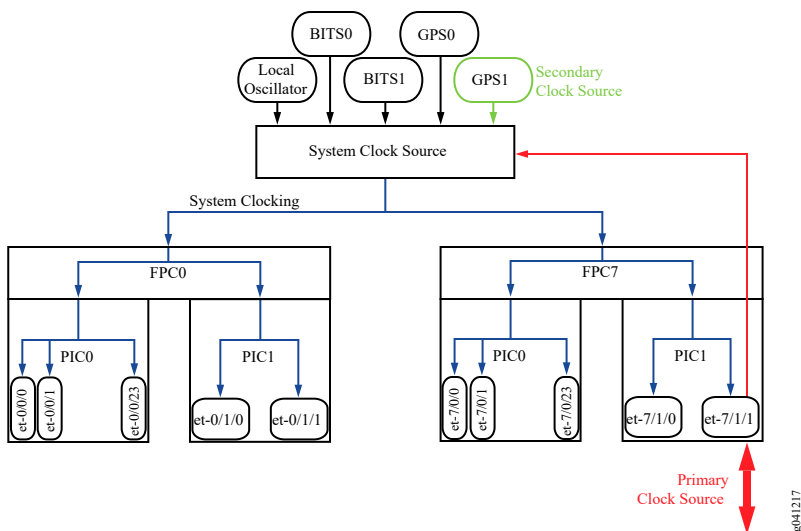 BITS0
GPS0
Local
Oscillator
BITS1
GPS1
Secondary
Clock Source
System Clock Source
System Clocking
FPC0
FPC7
PIC0
PIC1
PIC0
PIC1
et-0/0/0
et-0/0/1
et-0/0/23
et-0/1/0
et-0/1/1
et-7/0/0
et-7/0/1
et-7/0/23
et-7/1/0
et-7/1/1
Primary
Clock Source
g041217